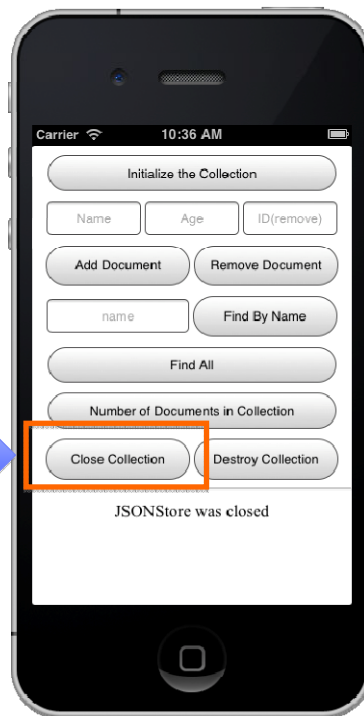 Carrier 10:36 AM
Initialize the Collection
Name Age ID(remove)
Add Document Remove Document
name Find By Name
Find All
Number of Documents in Collection
Close Collection Destroy Collection
JSONStore was closed